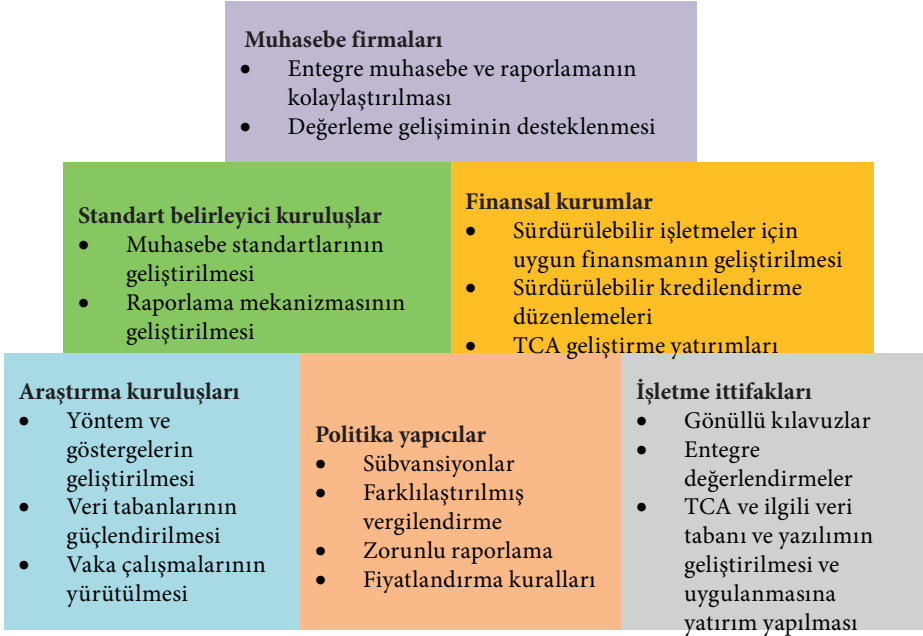 Muhasebe firmaları
• Entegre muhasebe ve raporlamanın
kolaylaştırılması
• Değerleme gelişiminin desteklenmesi
Standart belirleyici kuruluşlar
• Muhasebe standartlarının
geliştirilmesi
• Raporlama mekanizmasının
geliştirilmesi
Finansal kurumlar
• Sürdürülebilir işletmeler için
uygun finansmanın geliştirilmesi
• Sürdürülebilir kredilendirme
düzenlemeleri
• TCA geliştirme yatırımları
Araştırma kuruluşları
• Yöntem ve
göstergelerin
geliştirilmesi
• Veri tabanlarının
güçlendirilmesi
• Vaka çalışmalarının
yürütülmesi
Politika yapıcılar
• Sübvansiyonlar
• Farklılaştırılmış
vergilendirme
• Zorunlu raporlama
• Fiyatlandırma kuralları
İşletme ittifakları
• Gönüllü kılavuzlar
• Entegre
değerlendirmeler
• TCA ve ilgili veri
tabanı ve yazılımın
geliştirilmesi ve
uygulanmasına
yatırım yapılması